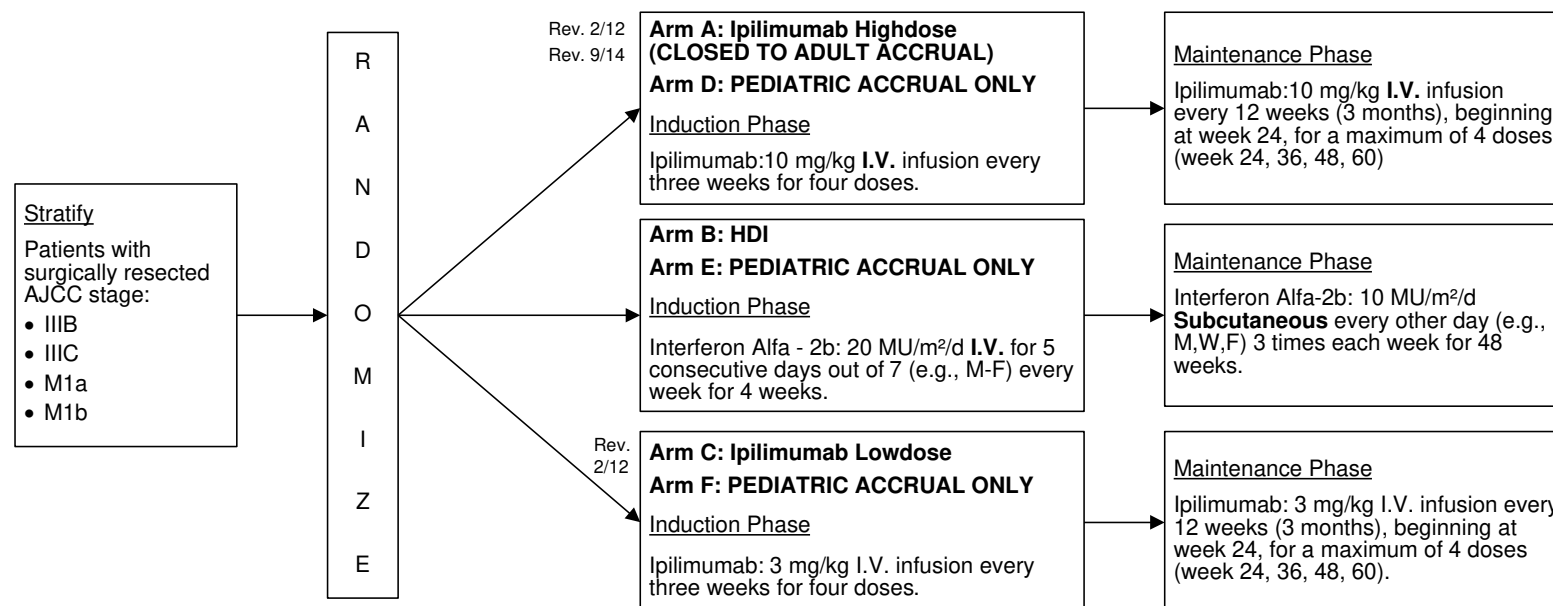 Stratify
Patients with
surgically resected
AJCC stage:
• IIIB
• IIIC
• M1a
• M1b
R
A
N
D
O
M
I
Z
E
Rev. 2/12
Rev. 9/14
Arm A: Ipilimumab Highdose
(CLOSED TO ADULT ACCRUAL)
Arm D: PEDIATRIC ACCRUAL ONLY
Induction Phase
Ipilimumab:10 mg/kg I.V. infusion every
three weeks for four doses.
Maintenance Phase
Ipilimumab:10 mg/kg I.V. infusion
every 12 weeks (3 months), beginning
at week 24, for a maximum of 4 doses
(week 24, 36, 48, 60)
Arm B: HDI
Arm E: PEDIATRIC ACCRUAL ONLY
Induction Phase
Interferon Alfa - 2b: 20 MU/m²/d I.V. for 5
consecutive days out of 7 (e.g., M-F) every
week for 4 weeks.
Maintenance Phase
Interferon Alfa-2b: 10 MU/m²/d
Subcutaneous every other day (e.g.,
M,W,F) 3 times each week for 48
weeks.
Rev.
2/12
Arm C: Ipilimumab Lowdose
Arm F: PEDIATRIC ACCRUAL ONLY
Induction Phase
Ipilimumab: 3 mg/kg I.V. infusion every
three weeks for four doses.
Maintenance Phase
Ipilimumab: 3 mg/kg I.V. infusion every
12 weeks (3 months), beginning at
week 24, for a maximum of 4 doses
(week 24, 36, 48, 60).